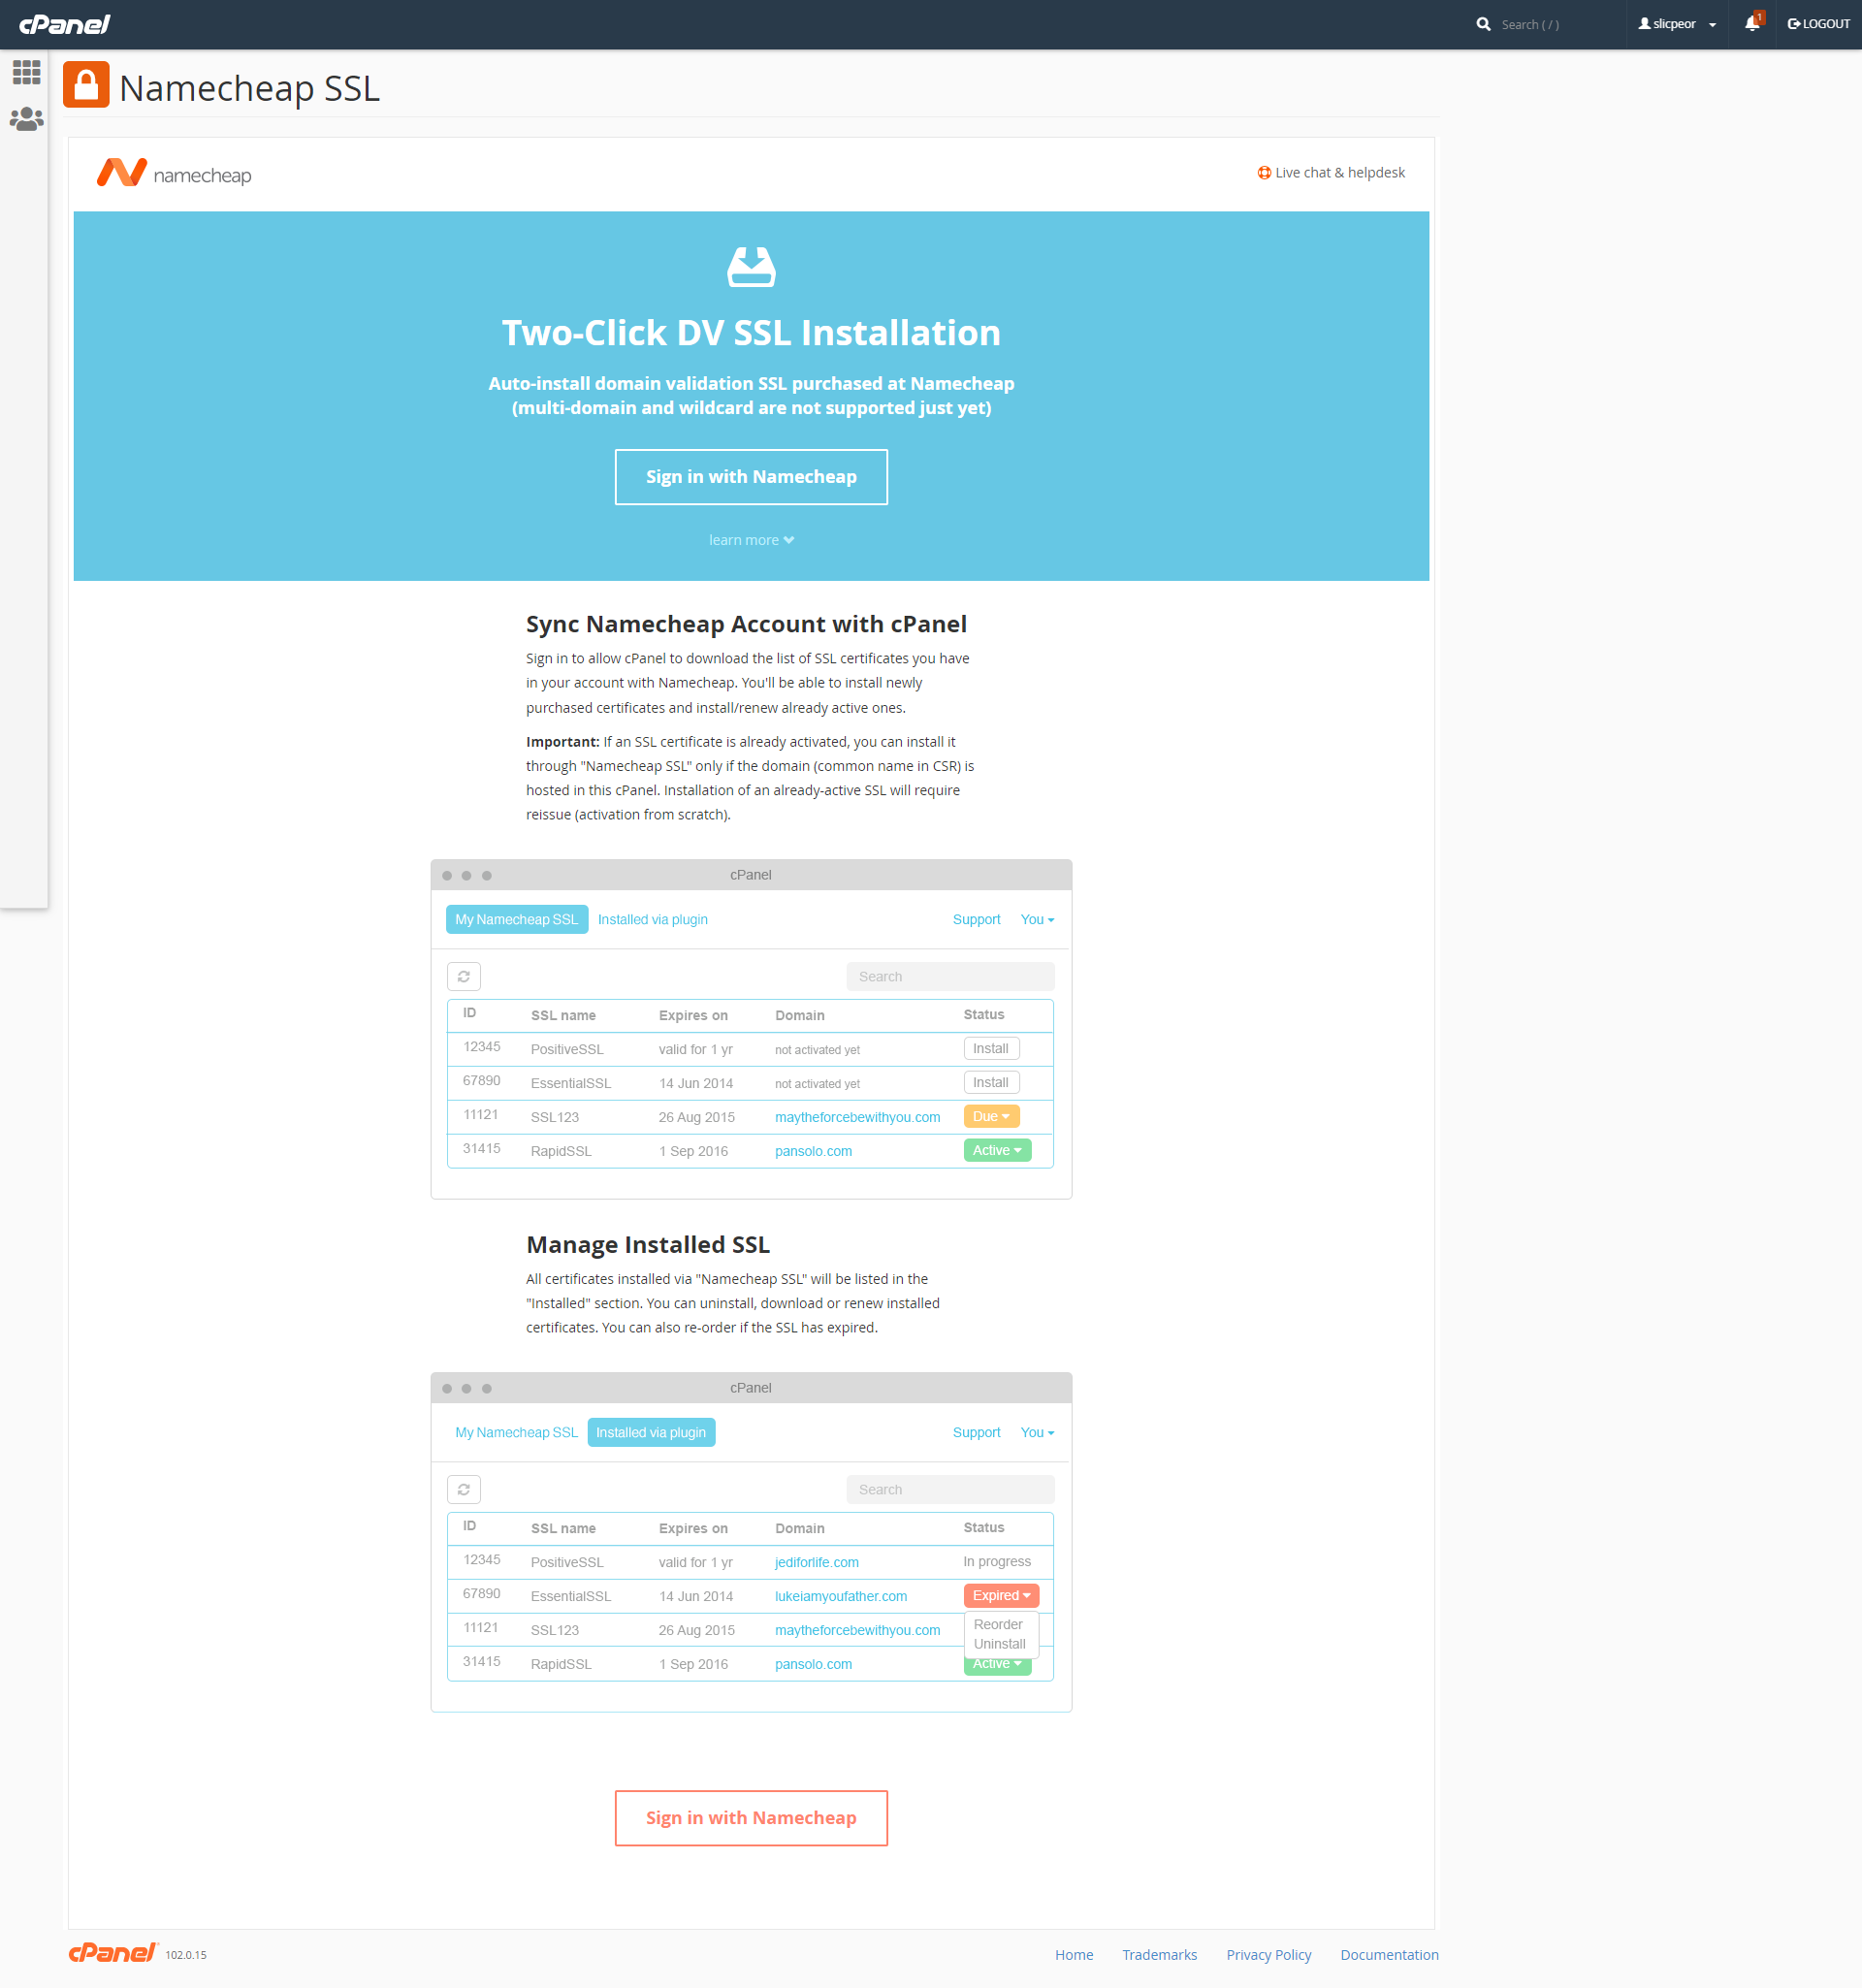 cPanel
Search ( / )
slicpeor
1
LOGOUT
Namecheap SSL
namecheap
Live chat & helpdesk
Two-Click DV SSL Installation
Auto-install domain validation SSL purchased at Namecheap
(multi-domain and wildcard are not supported just yet)
Sign in with Namecheap
learn more
Sync Namecheap Account with cPanel
Sign in to allow cPanel to download the list of SSL certificates you have
in your account with Namecheap. You'll be able to install newly
purchased certificates and install/renew already active ones.
Important: If an SSL certificate is already activated, you can install it
through "Namecheap SSL" only if the domain (common name in CSR) is
hosted in this cPanel. Installation of an already-active SSL will require
reissue (activation from scratch).
cPanel
My Namecheap SSL Installed via plugin Support You
Search
ID SSL name Expires on Domain Status
12345 PositiveSSL valid for 1 yr not activated yet Install
67890 EssentialSSL 14 Jun 2014 not activated yet Install
11121 SSL123 26 Aug 2015 maytheforcebewithyou.com Due
31415 RapidSSL 1 Sep 2016 pansolo.com Active
Manage Installed SSL
All certificates installed via "Namecheap SSL" will be listed in the
"Installed" section. You can uninstall, download or renew installed
certificates. You can also re-order if the SSL has expired.
cPanel
My Namecheap SSL Installed via plugin Support You
Search
ID SSL name Expires on Domain Status
12345 PositiveSSL valid for 1 yr jediforlife.com In progress
67890 EssentialSSL 14 Jun 2014 lukeiamyoufather.com Expired
Reorder
11121 SSL123 26 Aug 2015 maytheforcebewithyou.com
Uninstall
31415 RapidSSL 1 Sep 2016 pansolo.com Active
Sign in with Namecheap
cPanel 102.0.15
Home Trademarks Privacy Policy Documentation